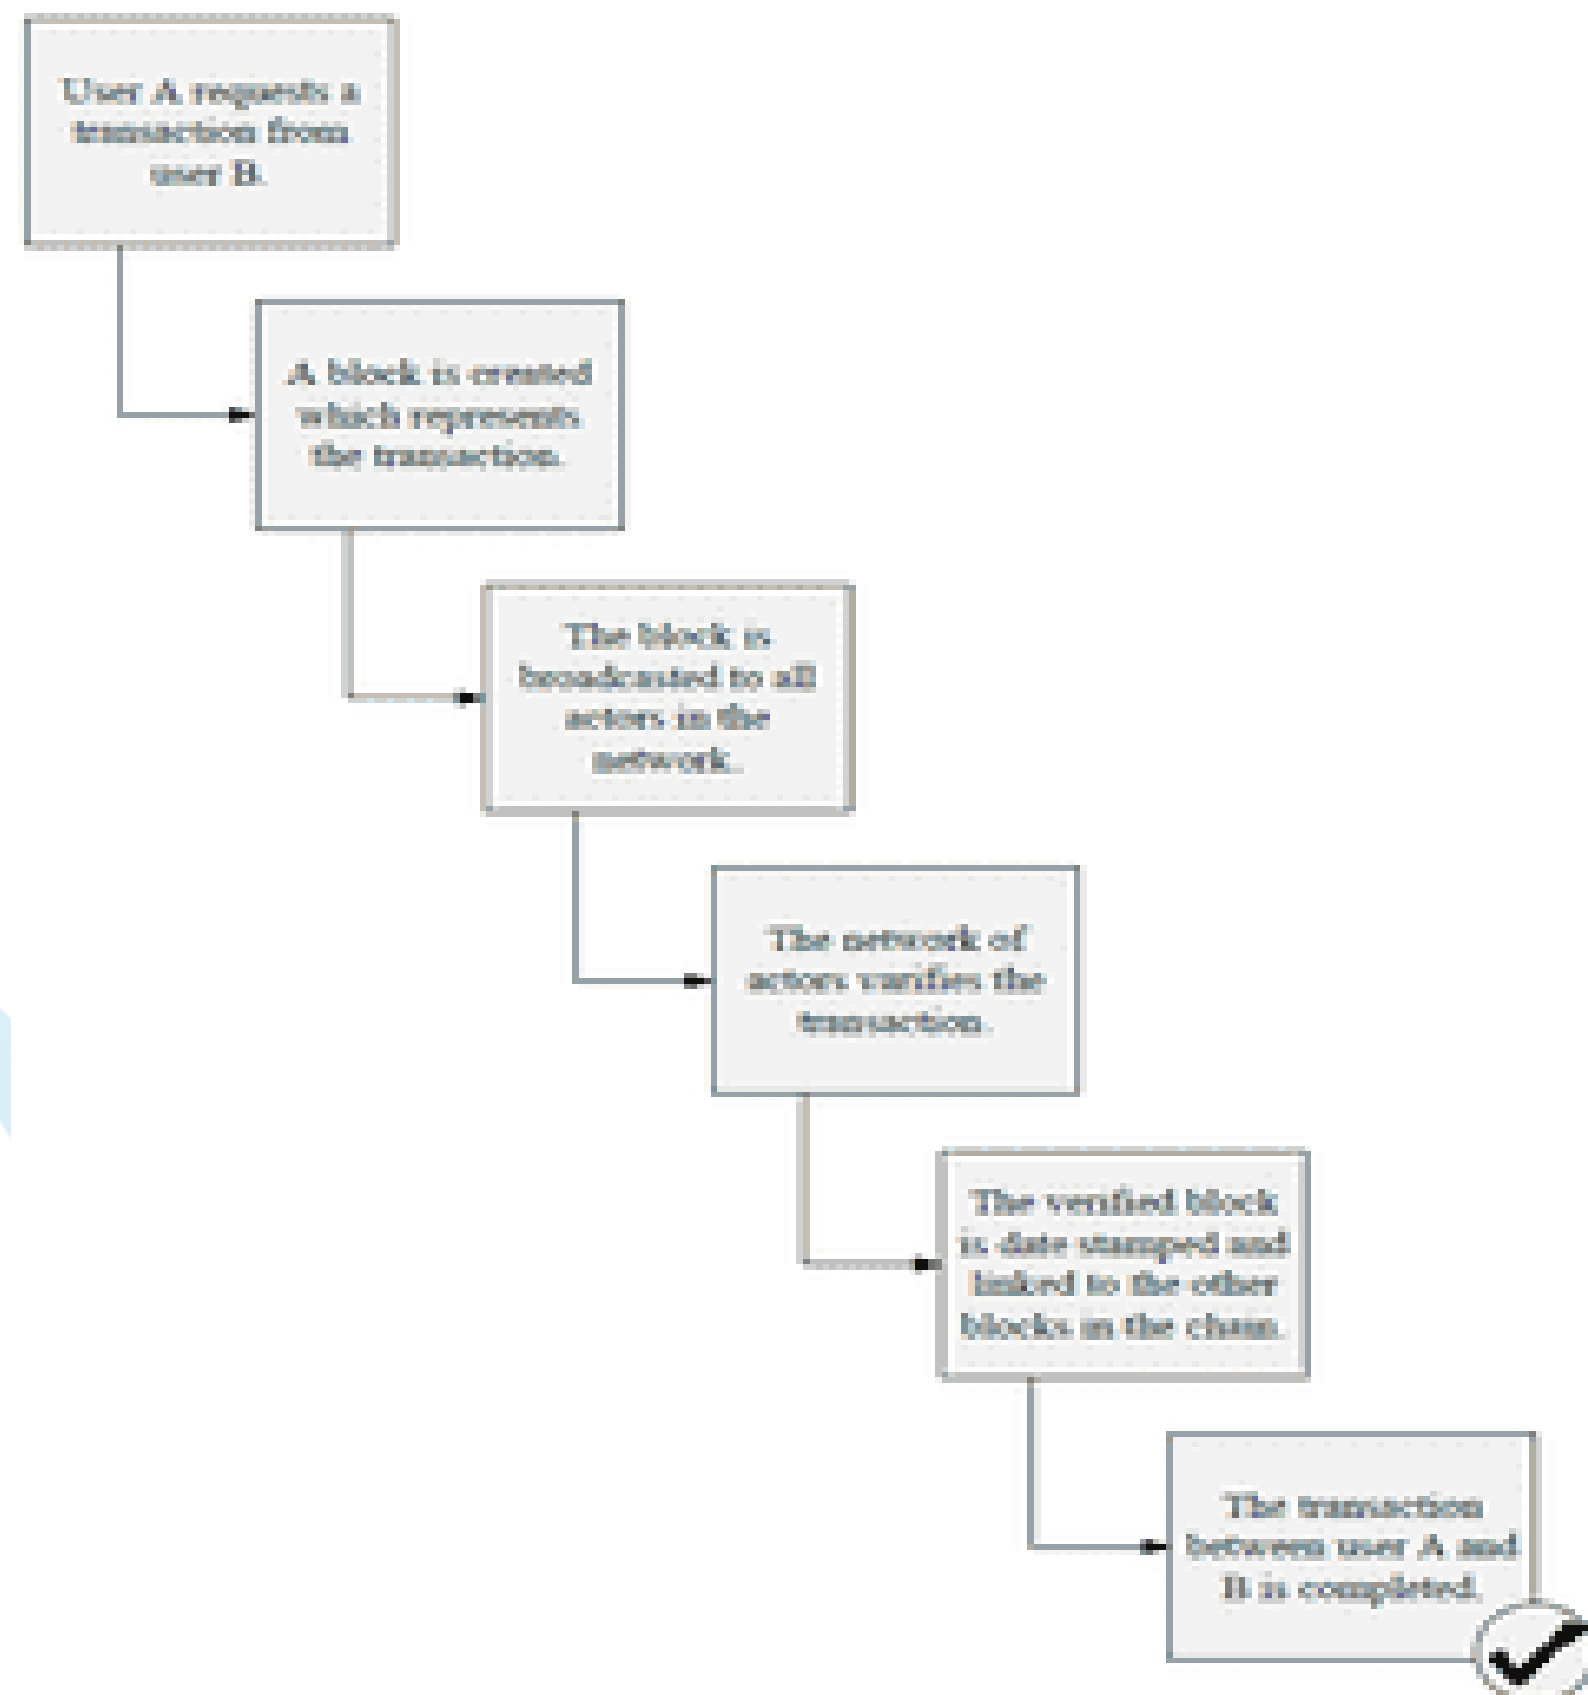 User A requests a
transaction from
user B.
A block is created
which represents
the transaction.
The block is
broadcasted to all
actors in the
network.
The network of
actors varifies the
transaction.
The verified block
is date stamped and
linked to the other
blocks in the chain.
The transaction
between user A and
B is completed.